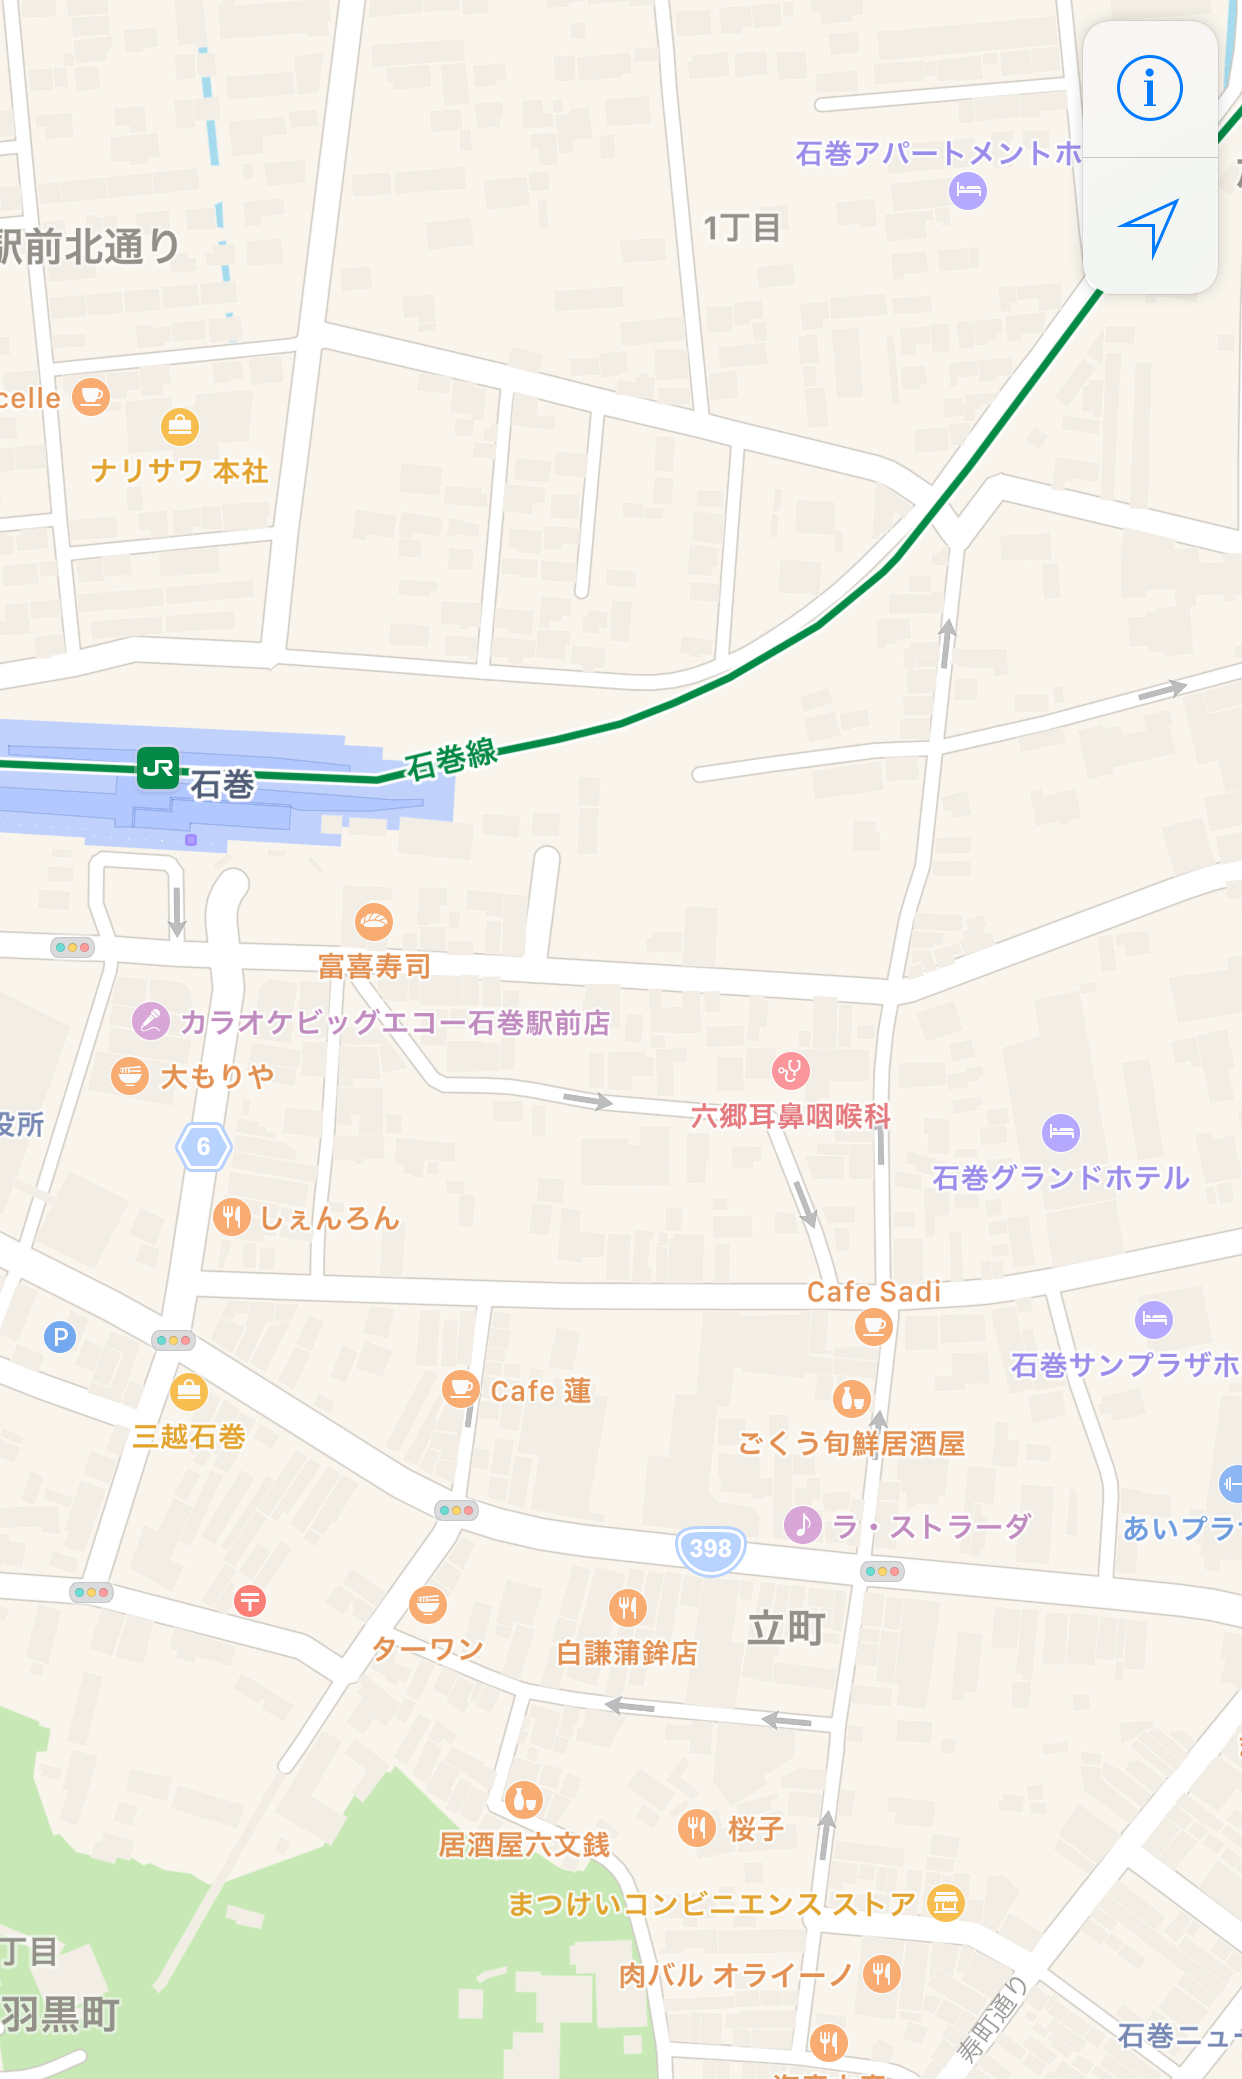 石巻アパートメントホ
1丁目
駅前北通り
celle
ナリサワ 本社
石巻線
JR
石巻
富喜寿司
カラオケビッグエコー石巻駅前店
大もりや
六郷耳鼻咽喉科
役所
6
石巻グランドホテル
しぇんろん
Cafe Sadi
P
石巻サンプラザホ
Cafe 蓮
三越石巻
ごくう旬鮮居酒屋
ラ・ストラーダ
あいプラザ
398
立町
ターワン
白謙蒲鉾店
居酒屋六文銭
桜子
まつけいコンビニエンス ストア
丁目
肉バル オライーノ
羽黒町
寿町通り
石巻ニュー